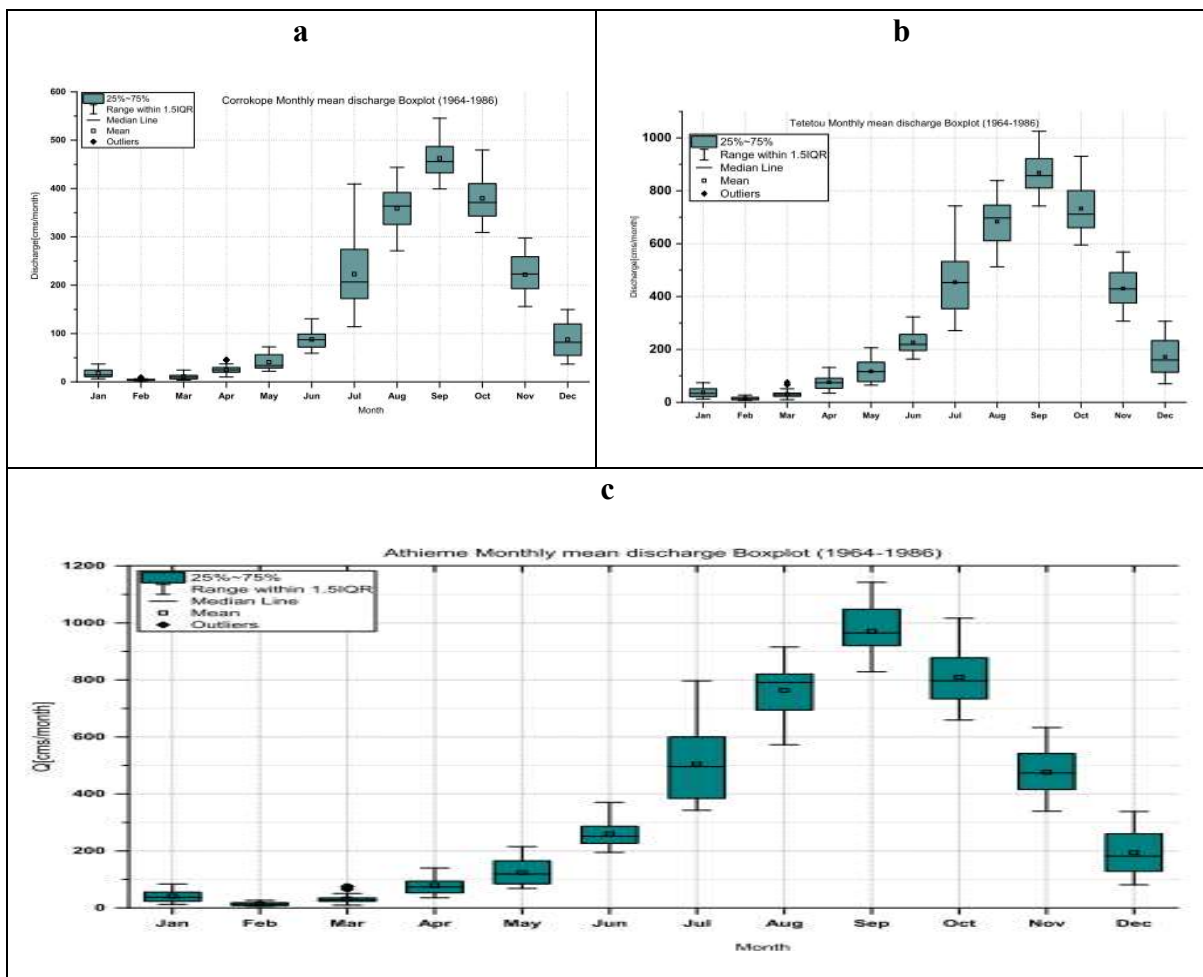 a
Corrokope Monthly mean discharge Boxplot (1964-1986)
25%~75%
Range within 1.5IQR
Median Line
Mean
Outliers
Discharge[cms/month]
600
500
400
300
200
100
0
Jan Feb Mar Apr May Jun Jul Aug Sep Oct Nov Dec
Month
b
Tetetou Monthly mean discharge Boxplot (1964-1986)
25%~75%
Range within 1.5IQR
Median Line
Mean
Outliers
Discharge[cms/month]
1000
800
600
400
200
0
Jan Feb Mar Apr May Jun Jul Aug Sep Oct Nov Dec
Month
c
Athieme Monthly mean discharge Boxplot (1964-1986)
25%~75%
Range within 1.5IQR
Median Line
Mean
Outliers
Q[cms/month]
1200
1000
800
600
400
200
0
Jan Feb Mar Apr May Jun Jul Aug Sep Oct Nov Dec
Month